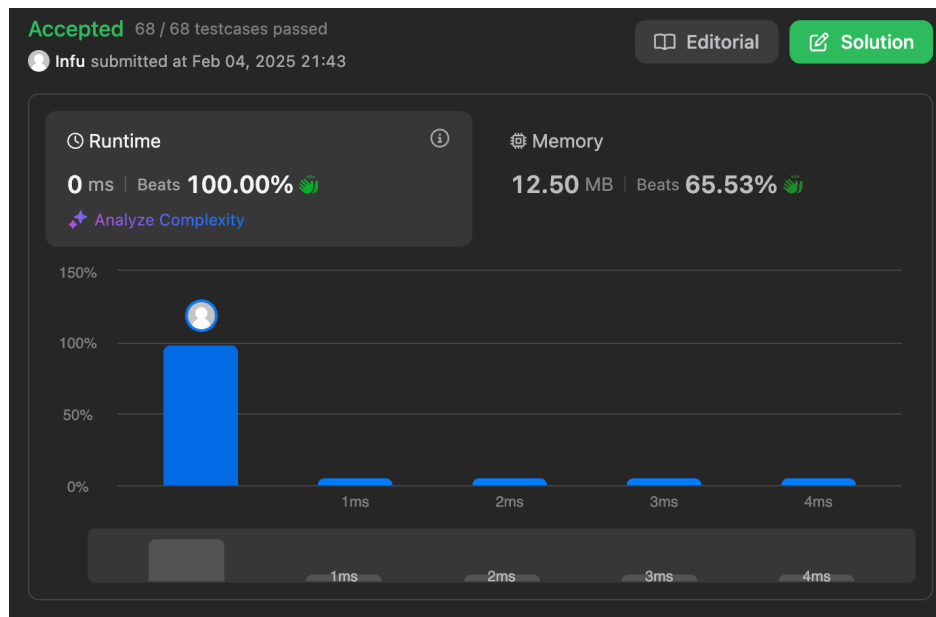 Accepted 68 / 68 testcases passed
Editorial
Solution
Infu submitted at Feb 04, 2025 21:43
Runtime
0 ms Beats 100.00%
Analyze Complexity
Memory
12.50 MB Beats 65.53%
150%
100%
50%
0%
1ms 2ms 3ms 4ms
1ms 2ms 3ms 4ms